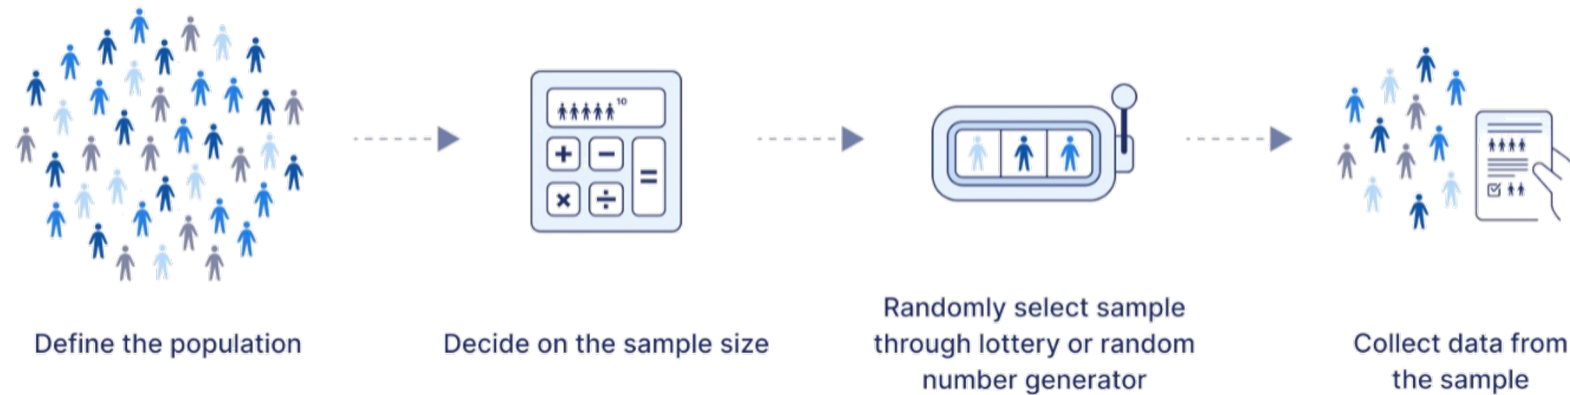 10
+
−
=
×
÷
Define the population
Decide on the sample size
Randomly select sample
through lottery or random
number generator
Collect data from
the sample